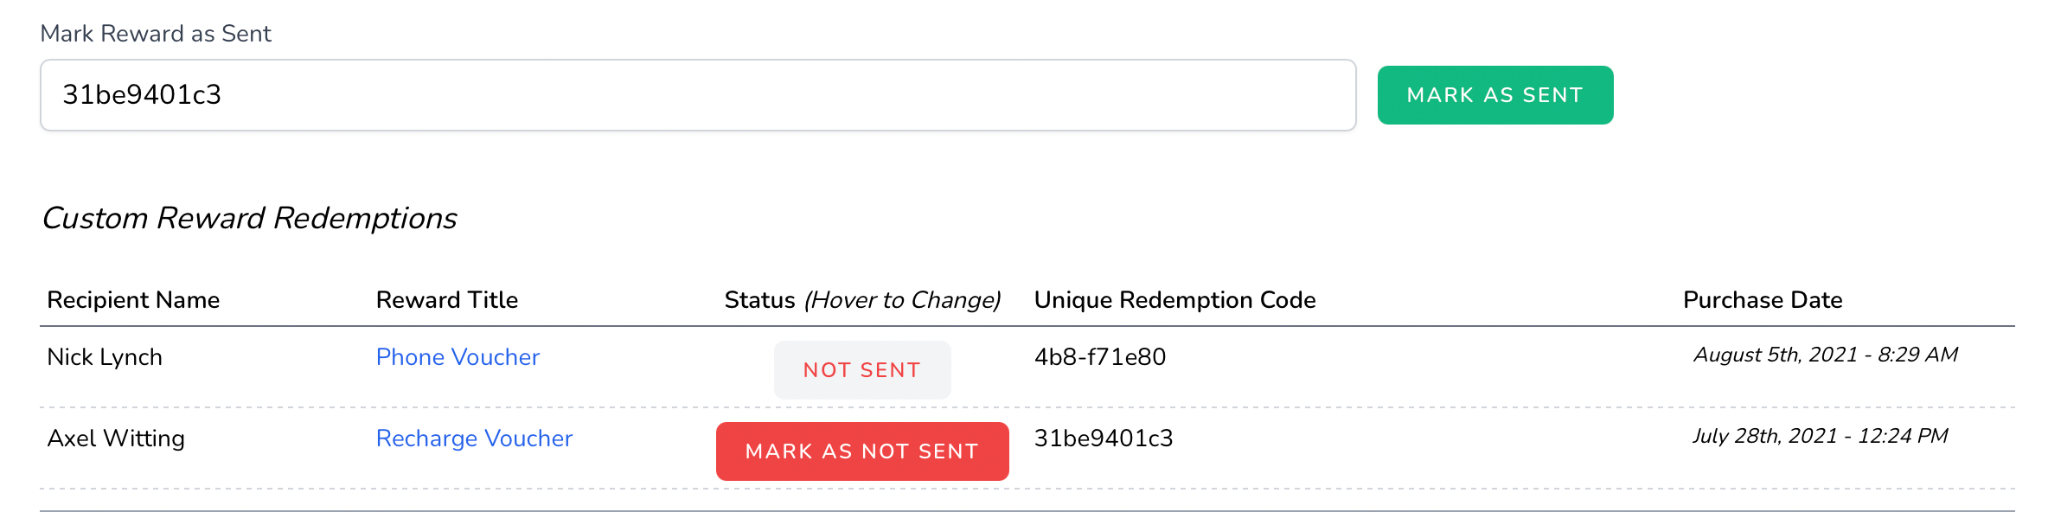 Mark Reward as Sent
31be9401c3 MARK AS SENT
Custom Reward Redemptions
Recipient Name Reward Title Status (Hover to Change) Unique Redemption Code Purchase Date
Nick Lynch Phone Voucher NOT SENT 4b8-f71e80 August 5th, 2021 - 8:29 AM
Axel Witting Recharge Voucher MARK AS NOT SENT 31be9401c3 July 28th, 2021 - 12:24 PM